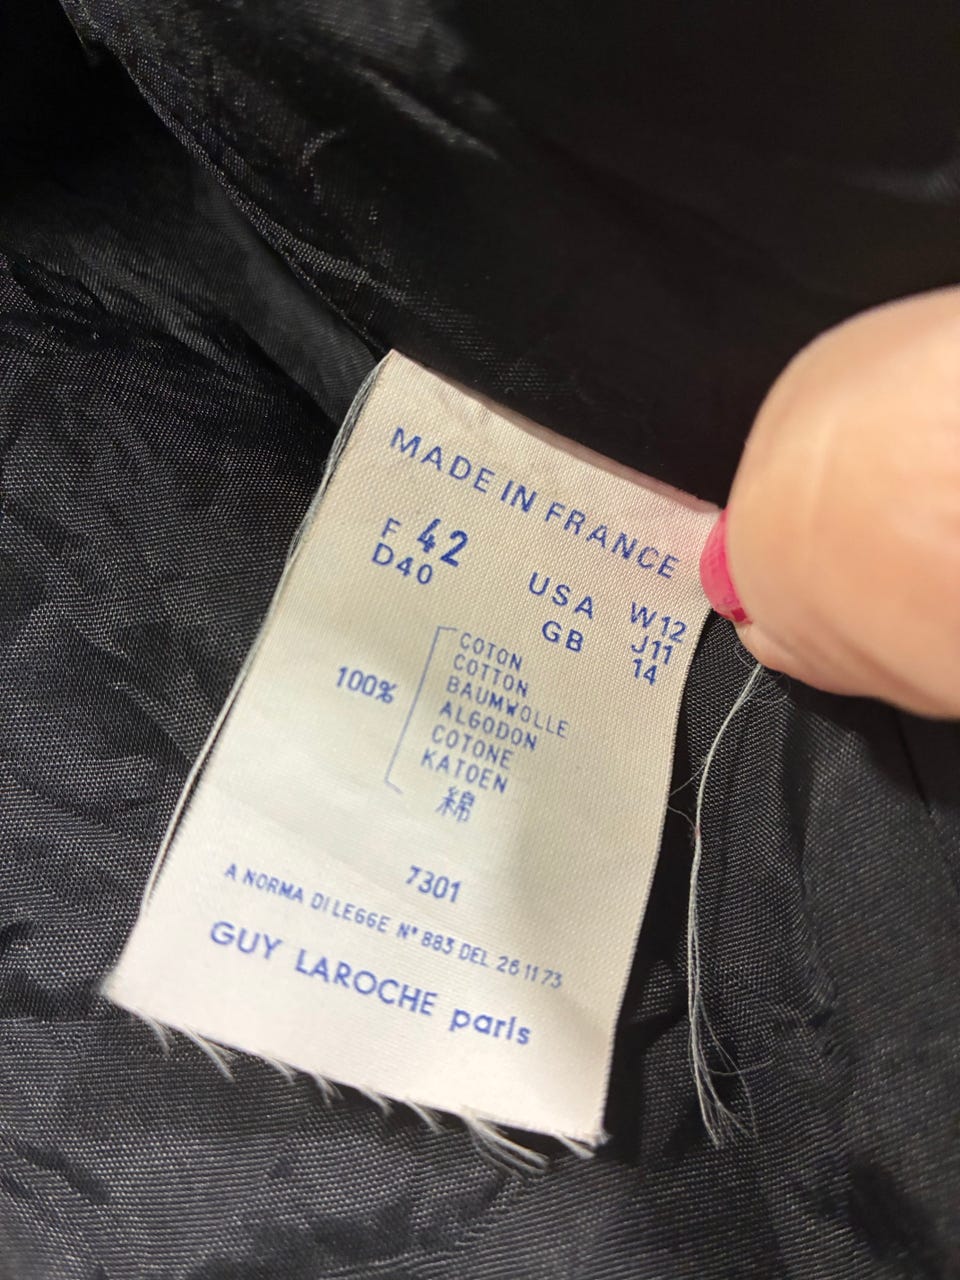 MADE IN FRANCE
F 42
D40
USA W12
J11
GB 14
100%
COTON
COTTON
BAUMWOLLE
ALGODON
COTONE
KATOEN
綿
7301
A NORMA DI LEGGE N° 883 DEL 26 11 73
GUY LAROCHE paris